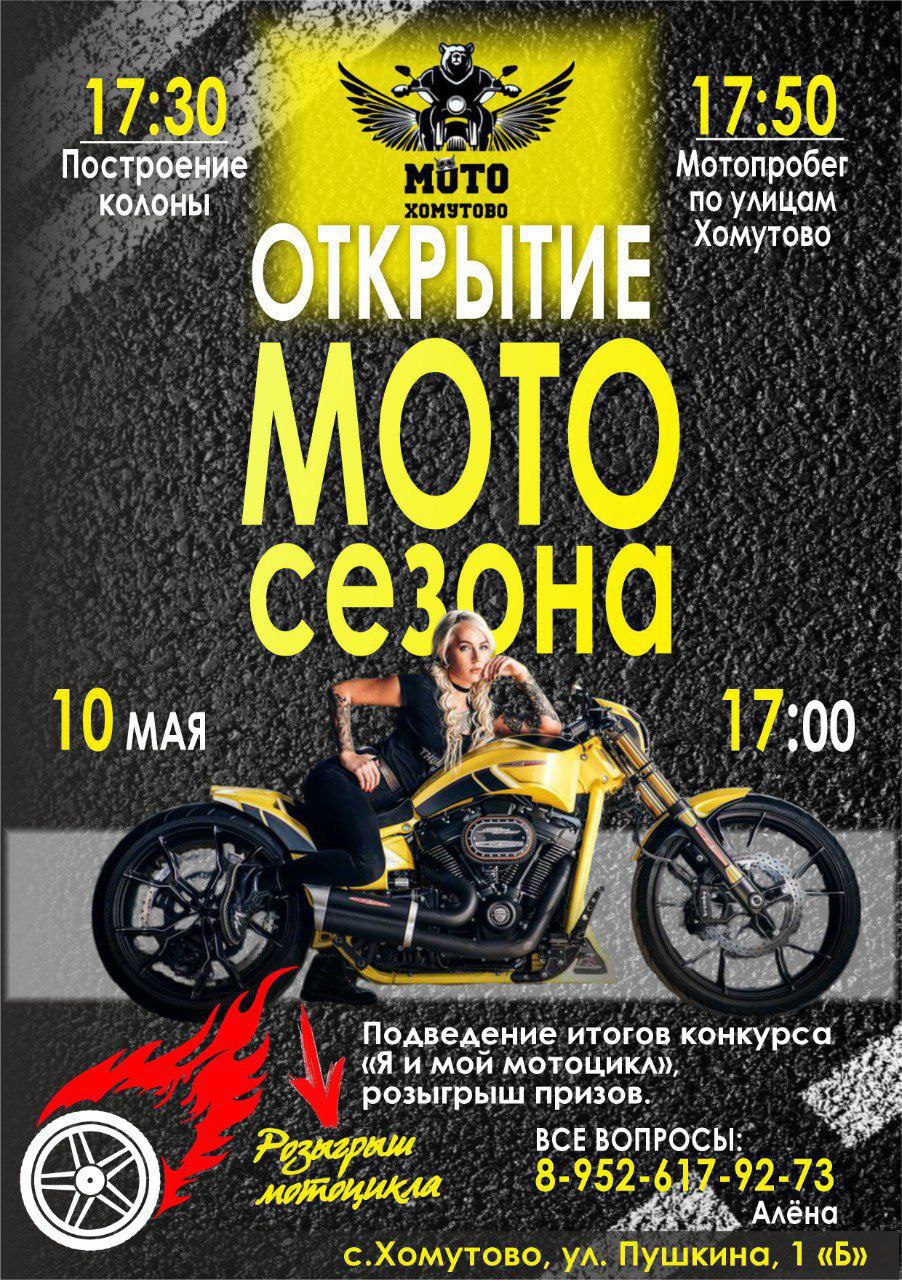 17:30
Построение
колоны
17:50
Мотопробег
по улицам
Хомутово
МОТО
ХОМУТОВО
ОТКРЫТИЕ
МОТО
сезона
10 МАЯ
17:00
Подведение итогов конкурса
«Я и мой мотоцикл»,
розыгрыш призов.
Розыгрыш
мотоцикла
ВСЕ ВОПРОСЫ:
8-952-617-92-73
Алёна
с.Хомутово, ул. Пушкина, 1 «Б»